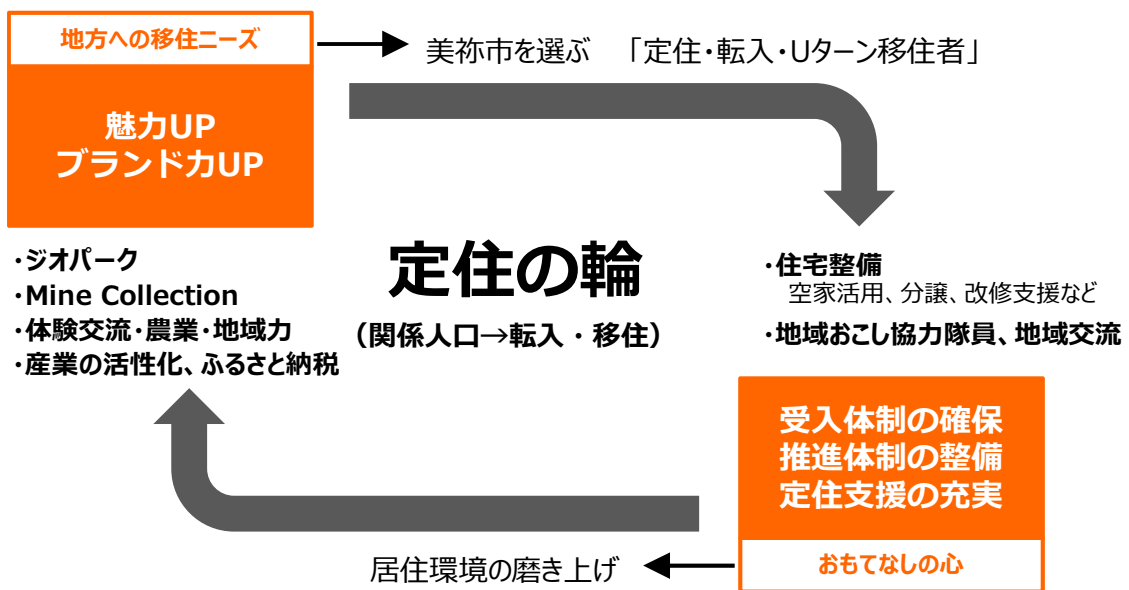 地方への移住ニーズ
美祢市を選ぶ 「定住・転入・Uターン移住者」
魅力UP
ブランド力UP
・ジオパーク
・Mine Collection
・体験交流・農業・地域力
・産業の活性化、ふるさと納税
定住の輪
（関係人口→転入・移住）
・住宅整備
空家活用、分譲、改修支援など
・地域おこし協力隊員、地域交流
受入体制の確保
推進体制の整備
定住支援の充実
おもてなしの心
居住環境の磨き上げ